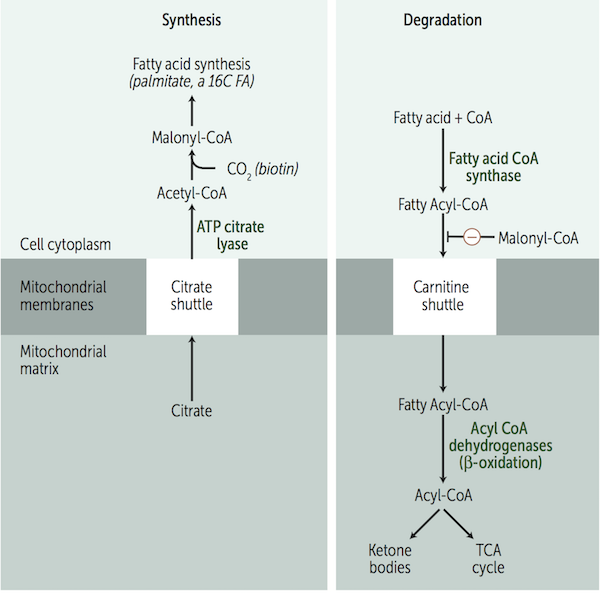 Synthesis
Fatty acid synthesis
(palmitate, a 16C FA)
Malonyl-CoA
CO2 (biotin)
Acetyl-CoA
ATP citrate
lyase
Cell cytoplasm
Mitochondrial
membranes
Citrate
shuttle
Mitochondrial
matrix
Citrate
Degradation
Fatty acid + CoA
Fatty acid CoA
synthase
Fatty Acyl-CoA
− Malonyl-CoA
Carnitine
shuttle
Fatty Acyl-CoA
Acyl CoA
dehydrogenases
(β-oxidation)
Acyl-CoA
Ketone
bodies
TCA
cycle